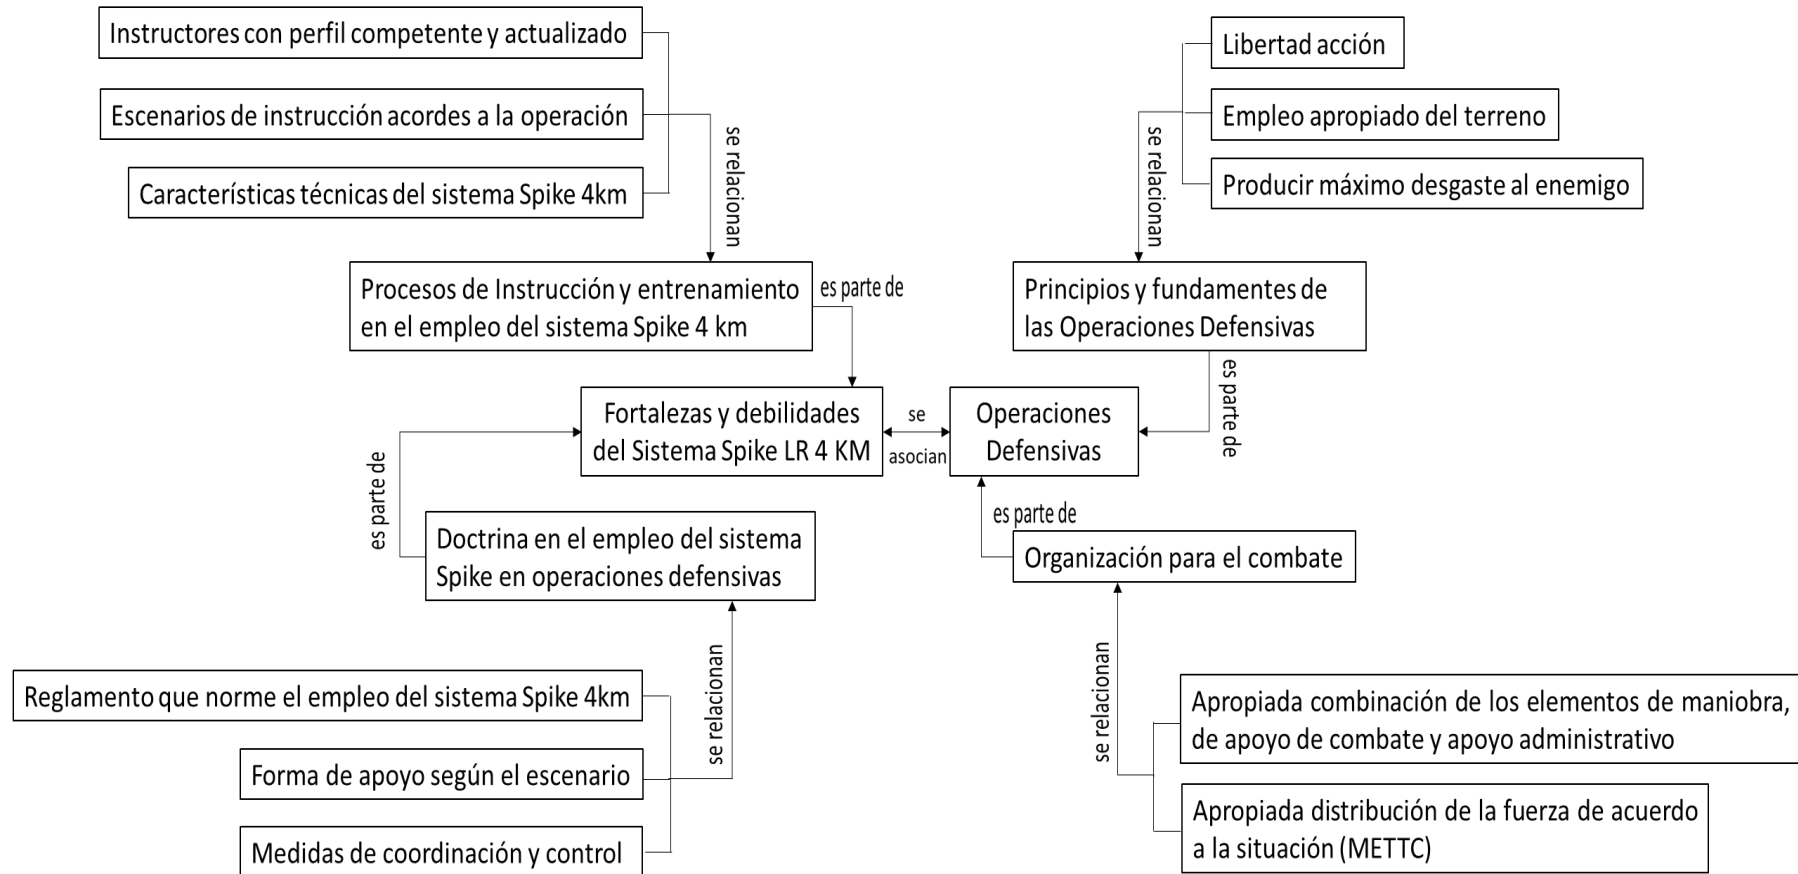 Instructores con perfil competente y actualizado
Escenarios de instrucción acordes a la operación
Características técnicas del sistema Spike 4km
se relacionan
Libertad acción
Empleo apropiado del terreno
Producir máximo desgaste al enemigo
se relacionan
Procesos de Instrucción y entrenamiento
en el empleo del sistema Spike 4 km
es parte de
Principios y fundamentes de
las Operaciones Defensivas
es parte de
Fortalezas y debilidades
del Sistema Spike LR 4 KM
se
asocian
Operaciones
Defensivas
es parte de
Doctrina en el empleo del sistema
Spike en operaciones defensivas
es parte de
Organización para el combate
se relacionan
Reglamento que norme el empleo del sistema Spike 4km
Forma de apoyo según el escenario
Medidas de coordinación y control
se relacionan
Apropiada combinación de los elementos de maniobra,
de apoyo de combate y apoyo administrativo
Apropiada distribución de la fuerza de acuerdo
a la situación (METTC)